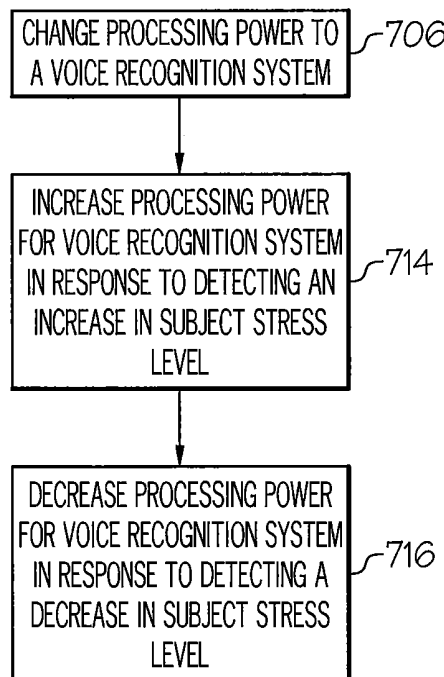 CHANGE PROCESSING POWER TO
A VOICE RECOGNITION SYSTEM
706
INCREASE PROCESSING POWER
FOR VOICE RECOGNITION SYSTEM
IN RESPONSE TO DETECTING AN
INCREASE IN SUBJECT STRESS
LEVEL
714
DECREASE PROCESSING POWER
FOR VOICE RECOGNITION SYSTEM
IN RESPONSE TO DETECTING A
DECREASE IN SUBJECT STRESS
LEVEL
716